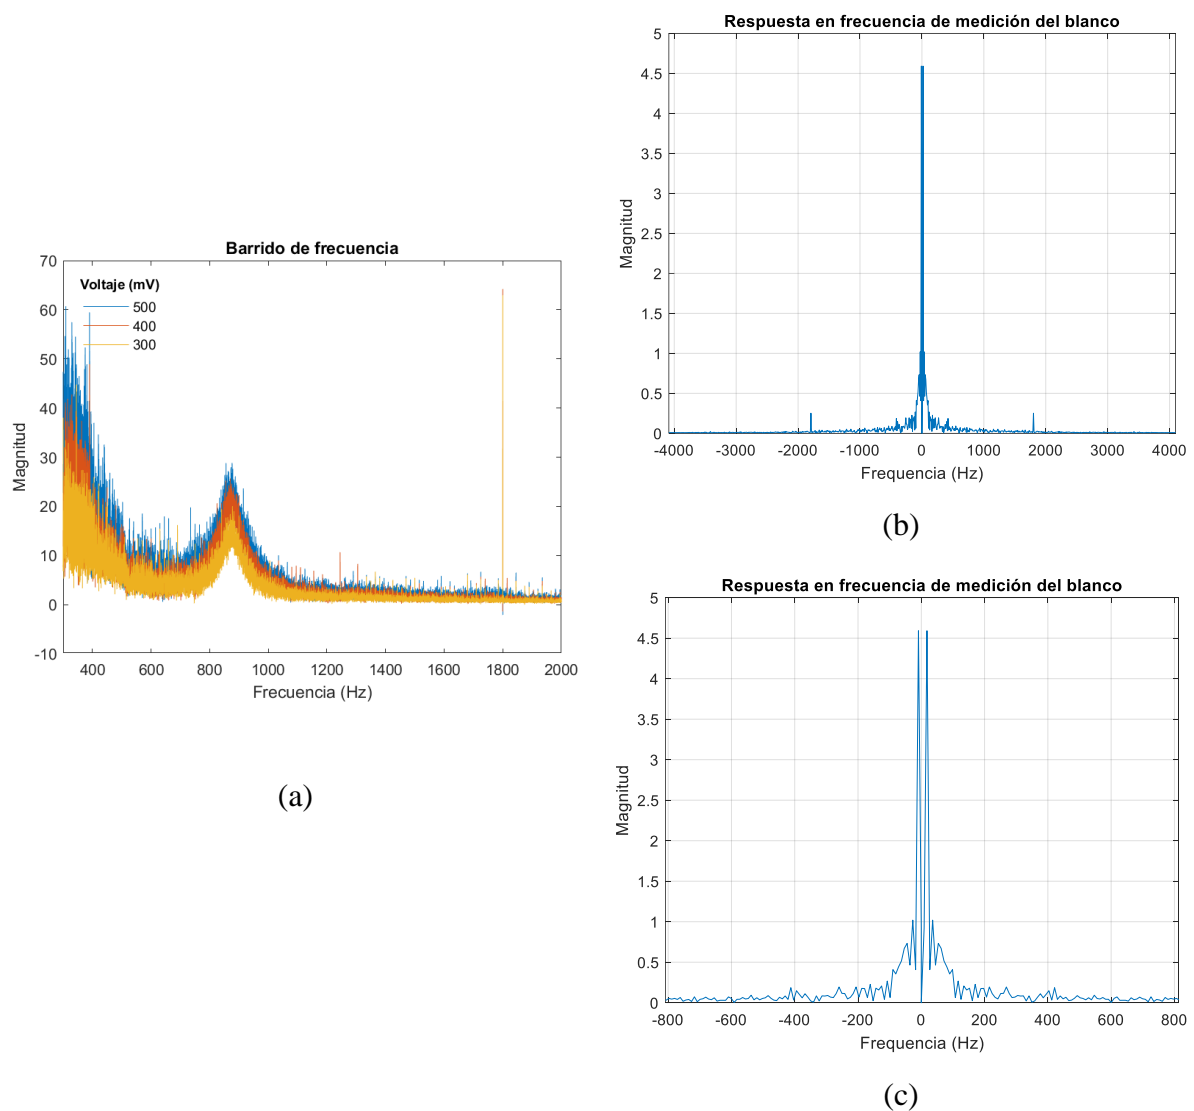 Barrido de frecuencia
70
60
50
40
30
20
10
0
-10
Magnitud
Voltaje (mV)
500
400
300
400 600 800 1000 1200 1400 1600 1800 2000
Frecuencia (Hz)
(a)
Respuesta en frecuencia de medición del blanco
5
4.5
4
3.5
3
2.5
2
1.5
1
0.5
0
Magnitud
-4000 -3000 -2000 -1000 0 1000 2000 3000 4000
Frequencia (Hz)
(b)
Respuesta en frecuencia de medición del blanco
5
4.5
4
3.5
3
2.5
2
1.5
1
0.5
0
Magnitud
-800 -600 -400 -200 0 200 400 600 800
Frequencia (Hz)
(c)